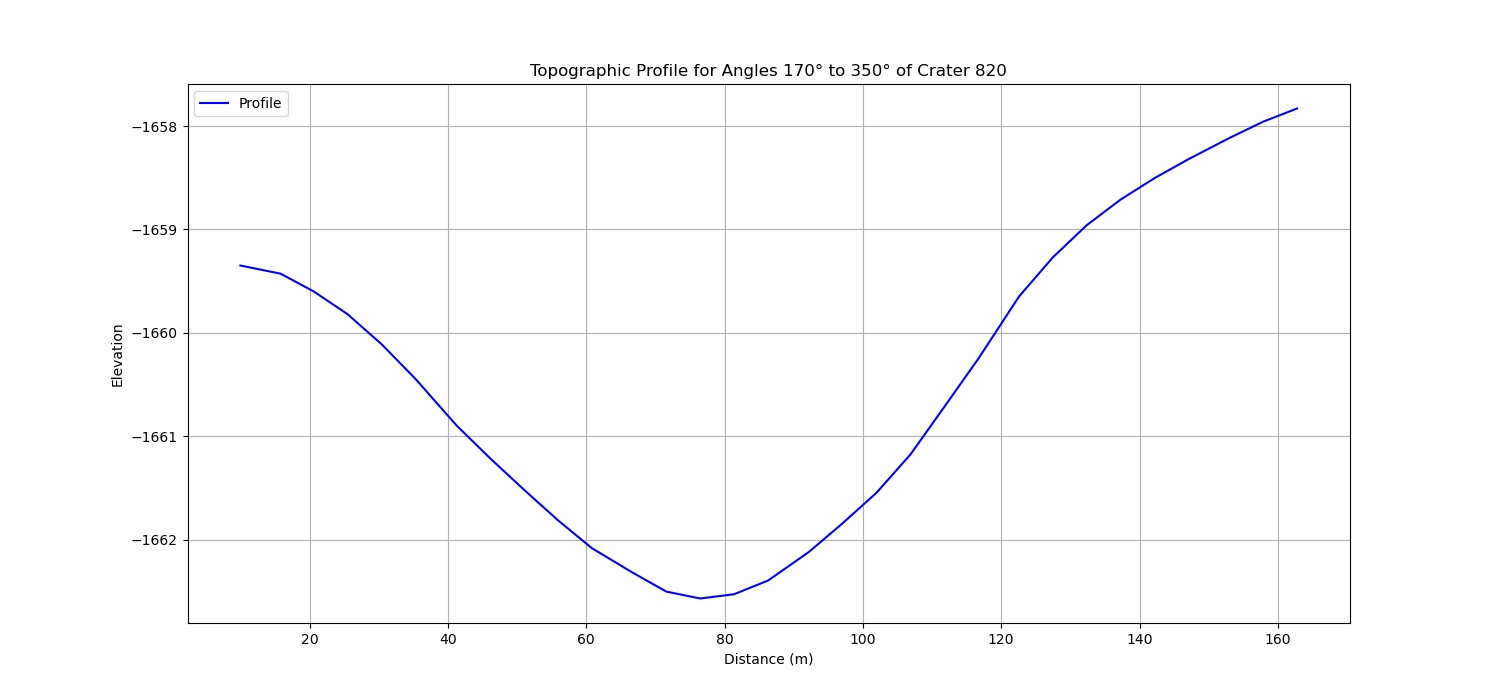 Topographic Profile for Angles 170° to 350° of Crater 820
Profile
−1658
−1659
−1660
−1661
−1662
Elevation
20 40 60 80 100 120 140 160
Distance (m)